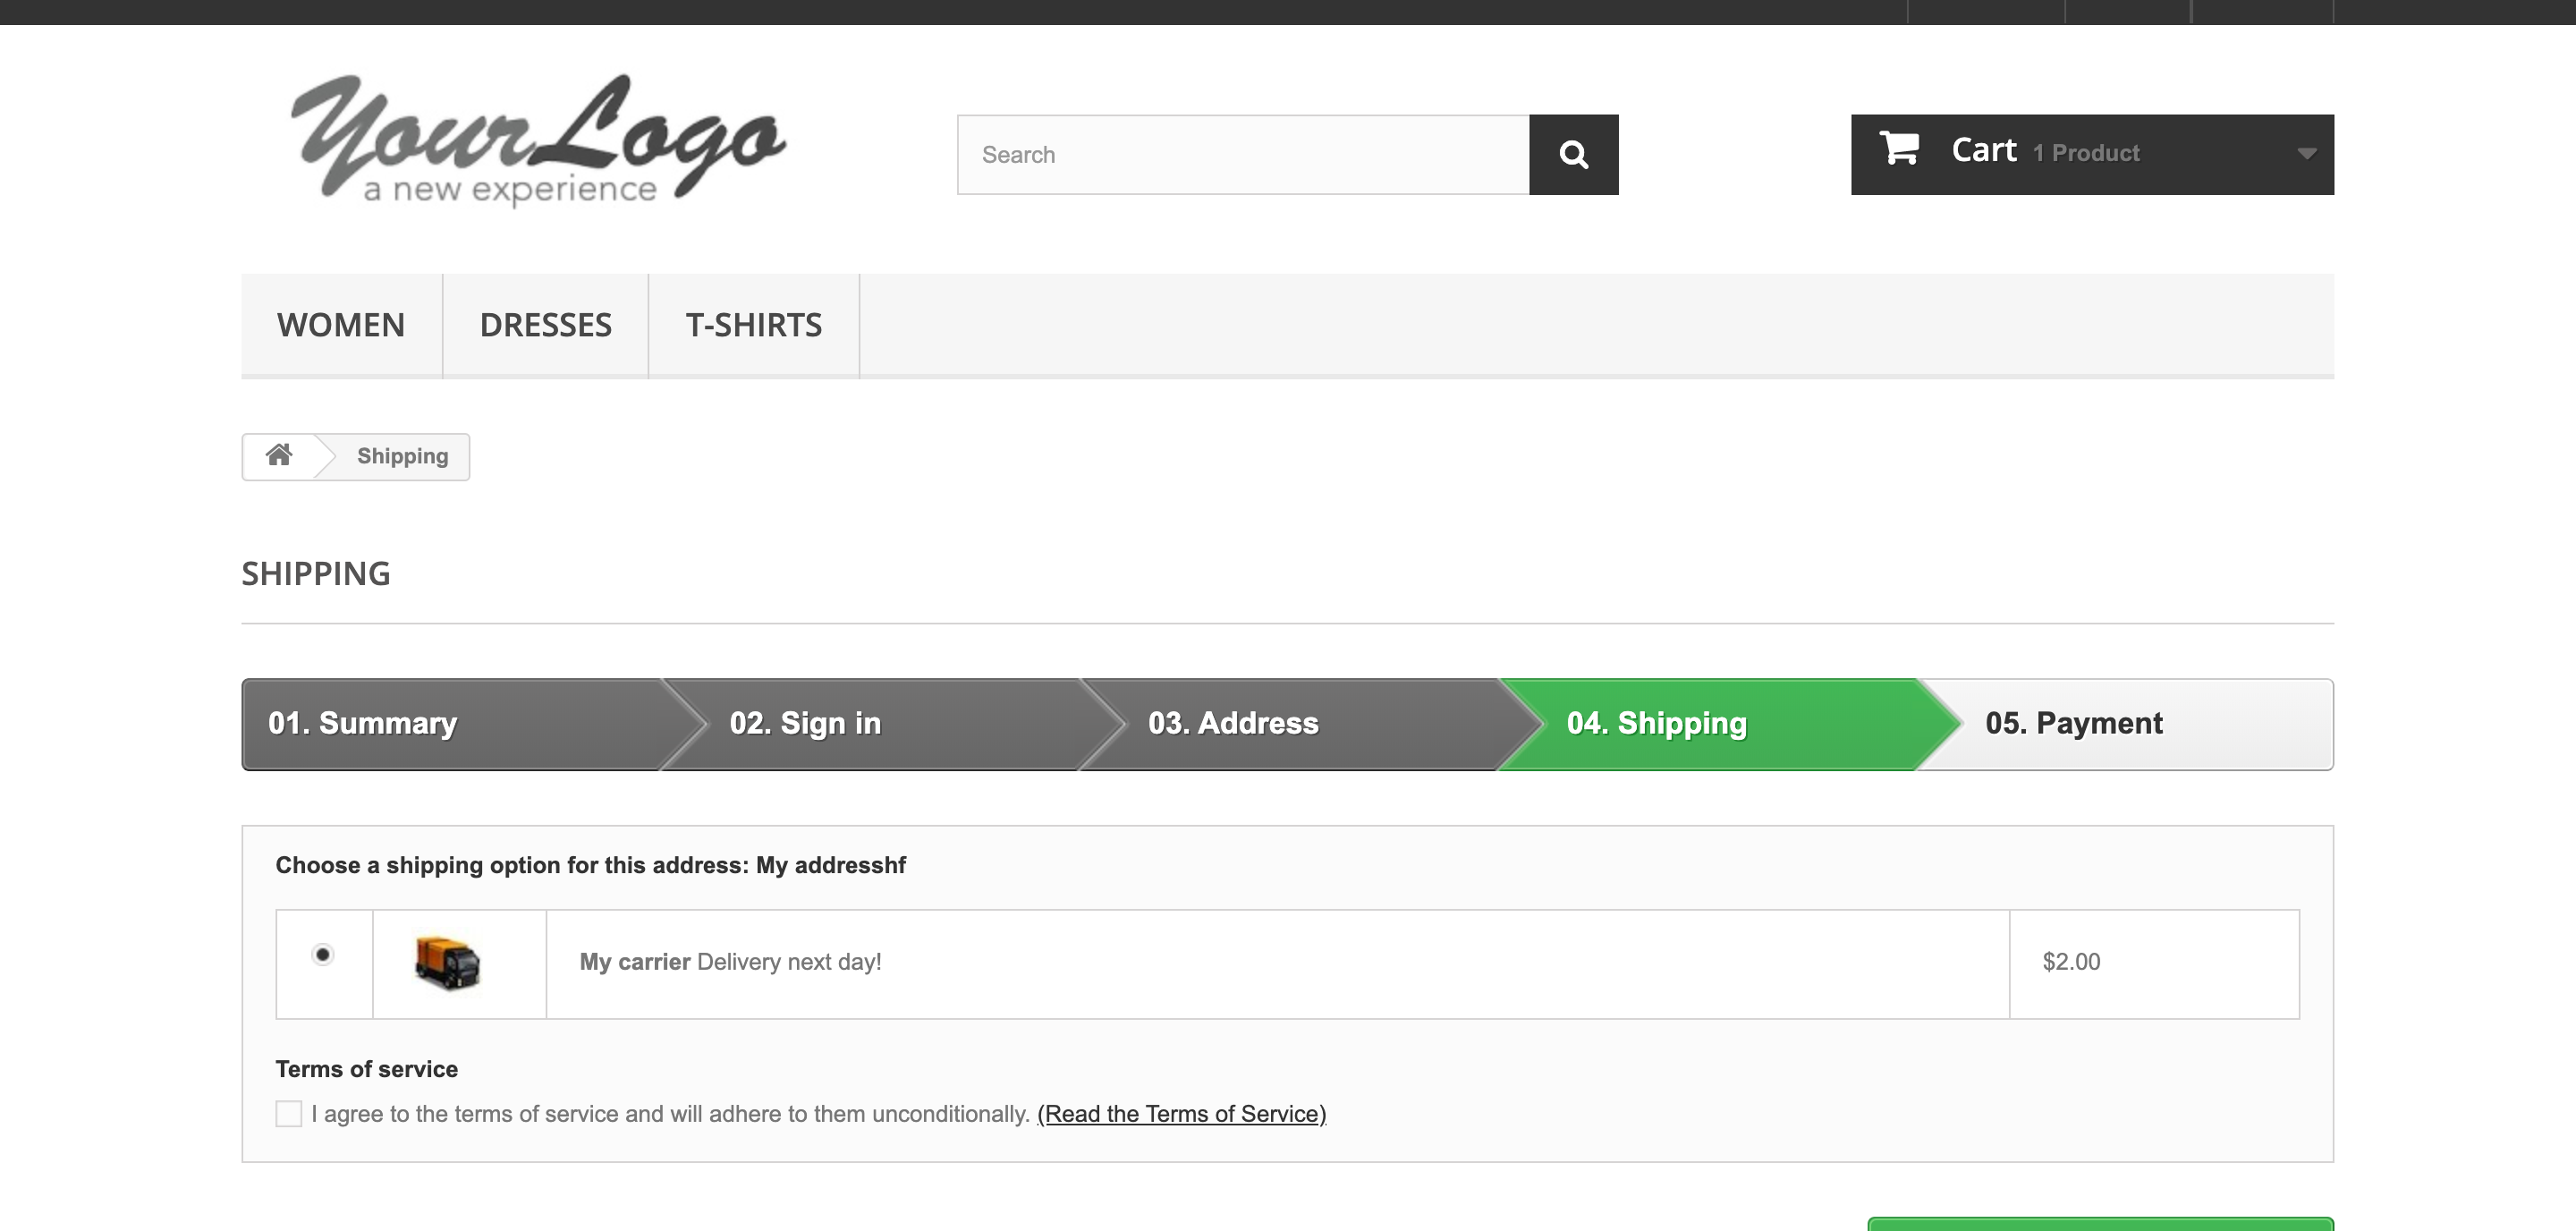 YourLogo
a new experience
Search
Cart 1 Product
WOMEN DRESSES T-SHIRTS
Shipping
SHIPPING
01. Summary 02. Sign in 03. Address 04. Shipping 05. Payment
Choose a shipping option for this address: My addresshf
My carrier Delivery next day! $2.00
Terms of service
I agree to the terms of service and will adhere to them unconditionally. (Read the Terms of Service)